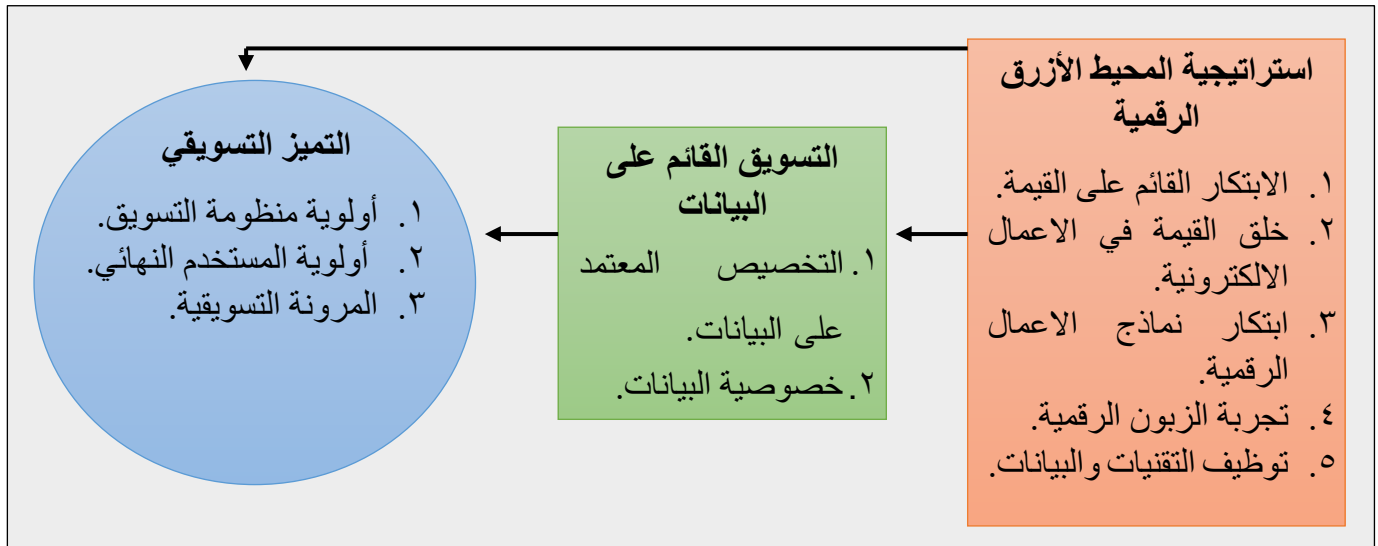 استراتيجية المحيط الأزرق
الرقمية
١. الابتكار القائم على القيمة.
٢. خلق القيمة في الاعمال
الالكترونية.
٣. ابتكار نماذج الاعمال
الرقمية.
٤. تجربة الزبون الرقمية.
٥. توظيف التقنيات والبيانات.
التسويق القائم على
البيانات
١. التخصيص المعتمد
على البيانات.
٢. خصوصية البيانات.
التميز التسويقي
١. أولوية منظومة التسويق.
٢. أولوية المستخدم النهائي.
٣. المرونة التسويقية.